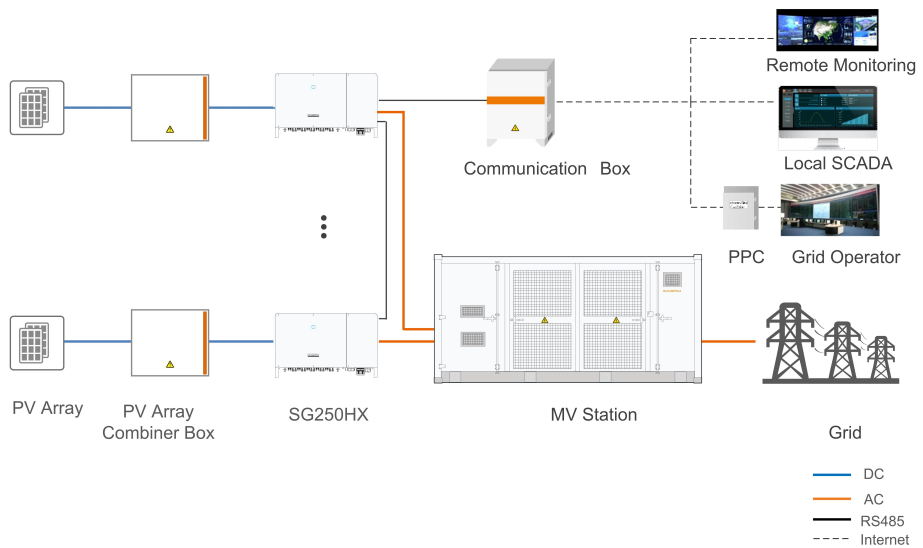 Remote Monitoring
Local SCADA
Communication Box
PPC
Grid Operator
PV Array
PV Array
Combiner Box
SG250HX
MV Station
Grid
DC
AC
RS485
Internet